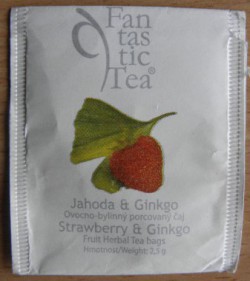 Fan
tas
tic
Tea®
Jahoda & Ginkgo
Ovocno-bylinný porcovaný čaj
Strawberry & Ginkgo
Fruit Herbal Tea bags
Hmotnosť/Weight: 2,5 g